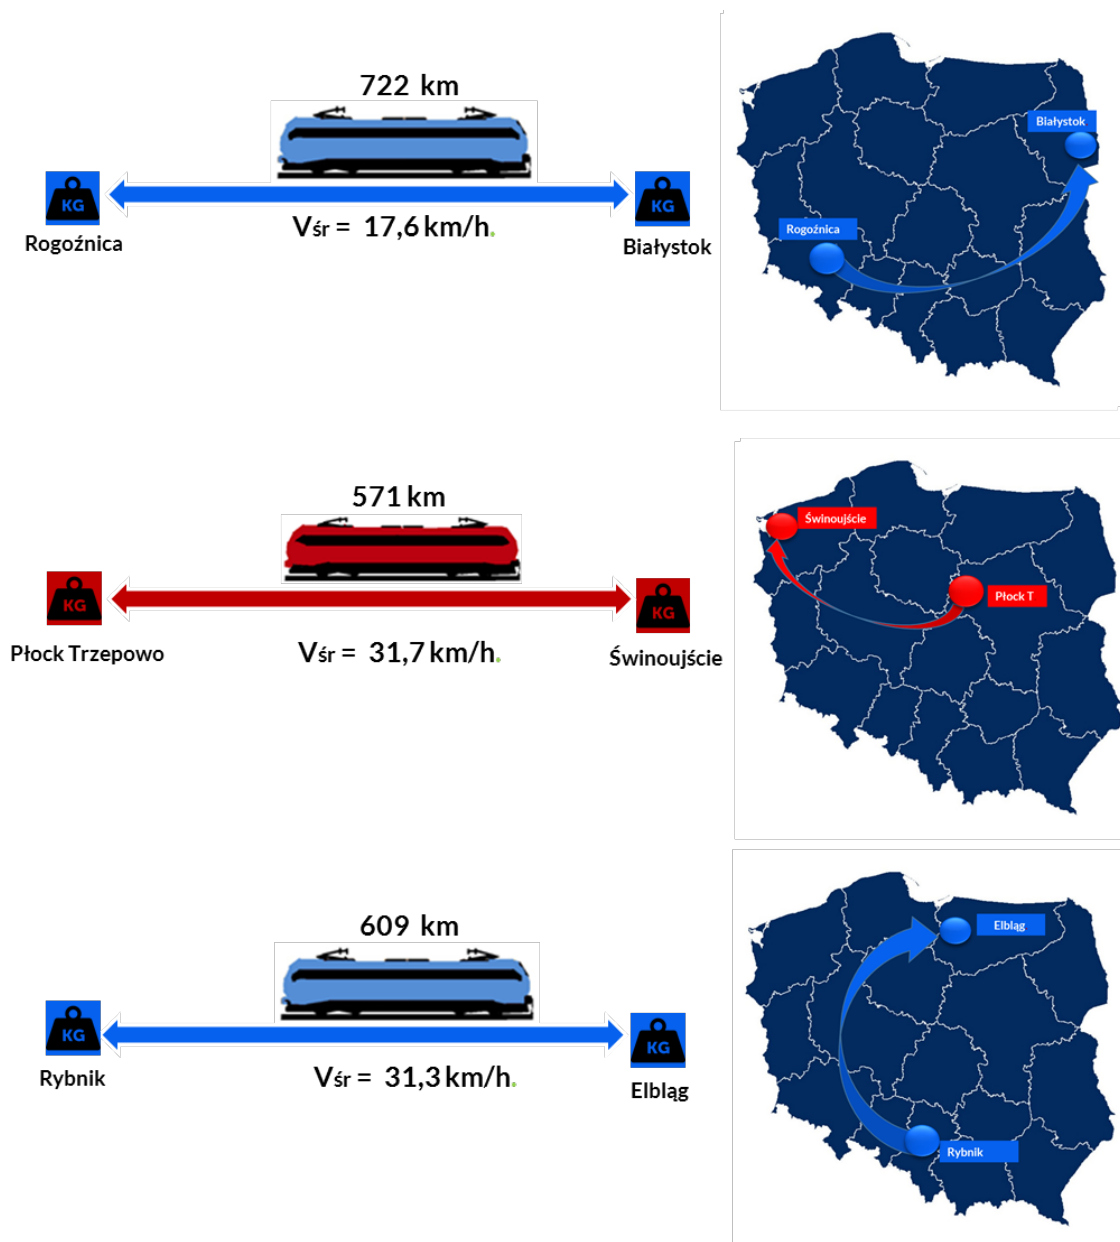 722 km
KG
KG
Rogoźnica
Vśr = 17,6 km/h.
Białystok
Białystok
Rogoźnica
571 km
KG
KG
Płock Trzepowo
Vśr = 31,7 km/h.
Świnoujście
Świnoujście
Płock T
609 km
KG
KG
Rybnik
Vśr = 31,3 km/h.
Elbląg
Elbląg
Rybnik